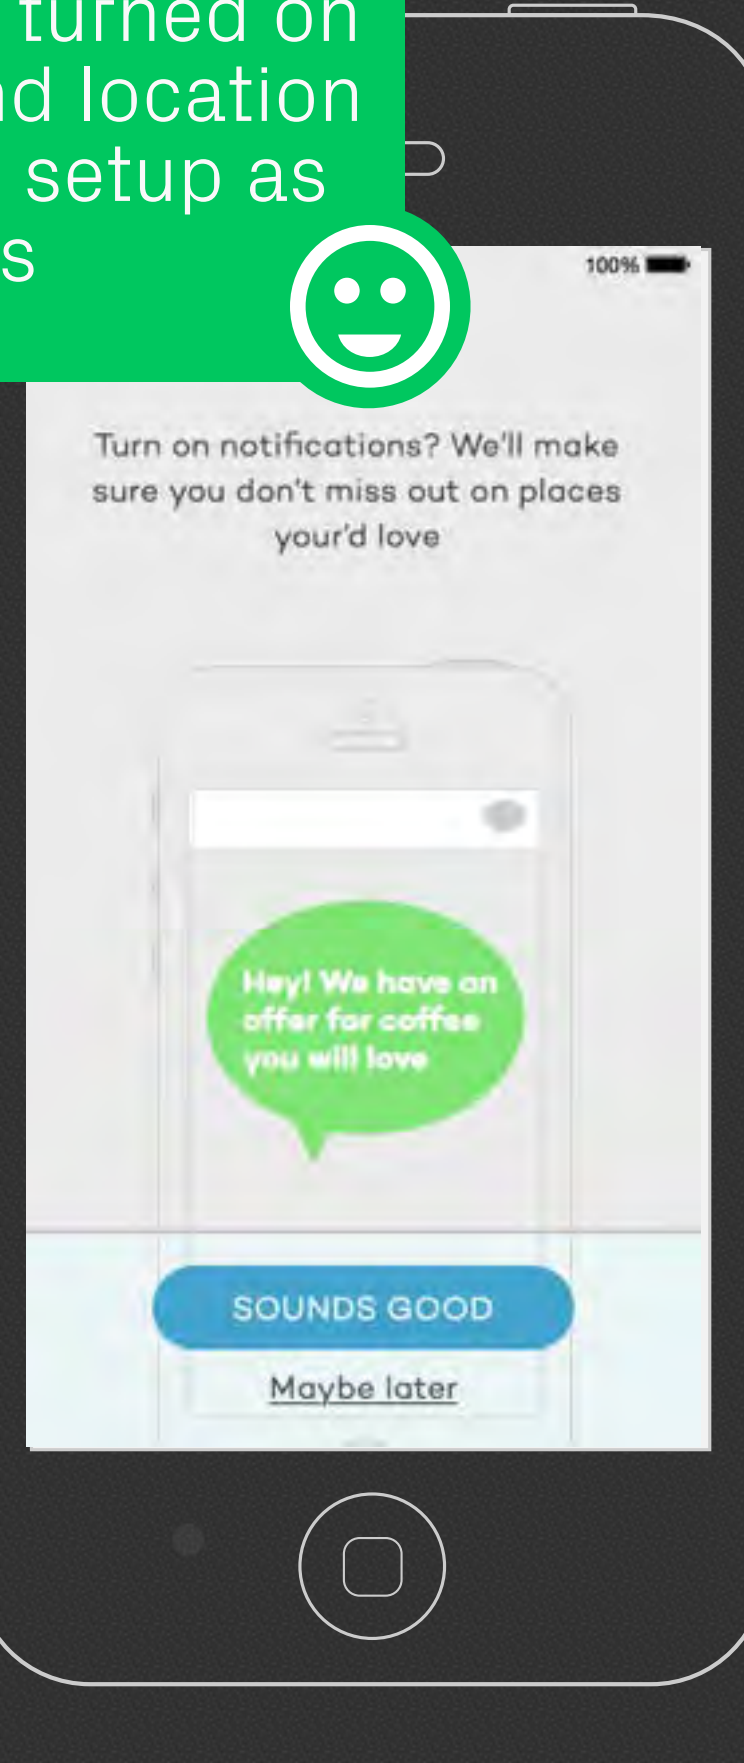 turned on
nd location
setup as
s
100%
Turn on notifications? We'll make
sure you don't miss out on places
your'd love
Hey! We have an
offer for coffee
you will love
SOUNDS GOOD
Maybe later